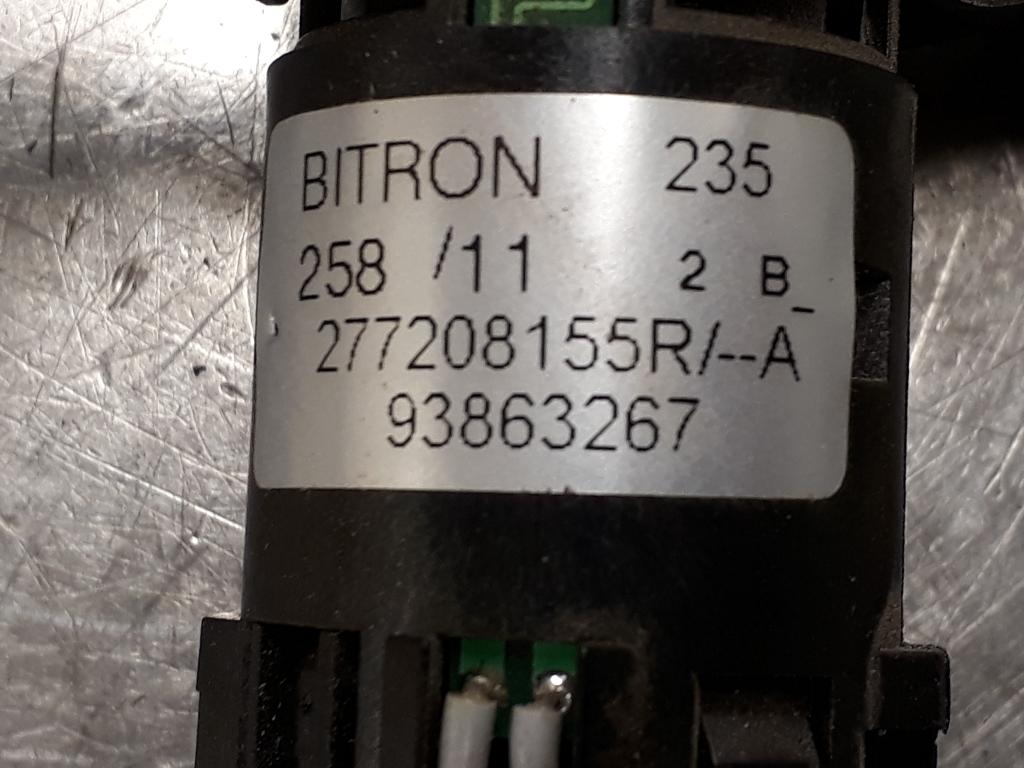 BITRON 235
258 /11 2 B_
277208155R/--A
93863267